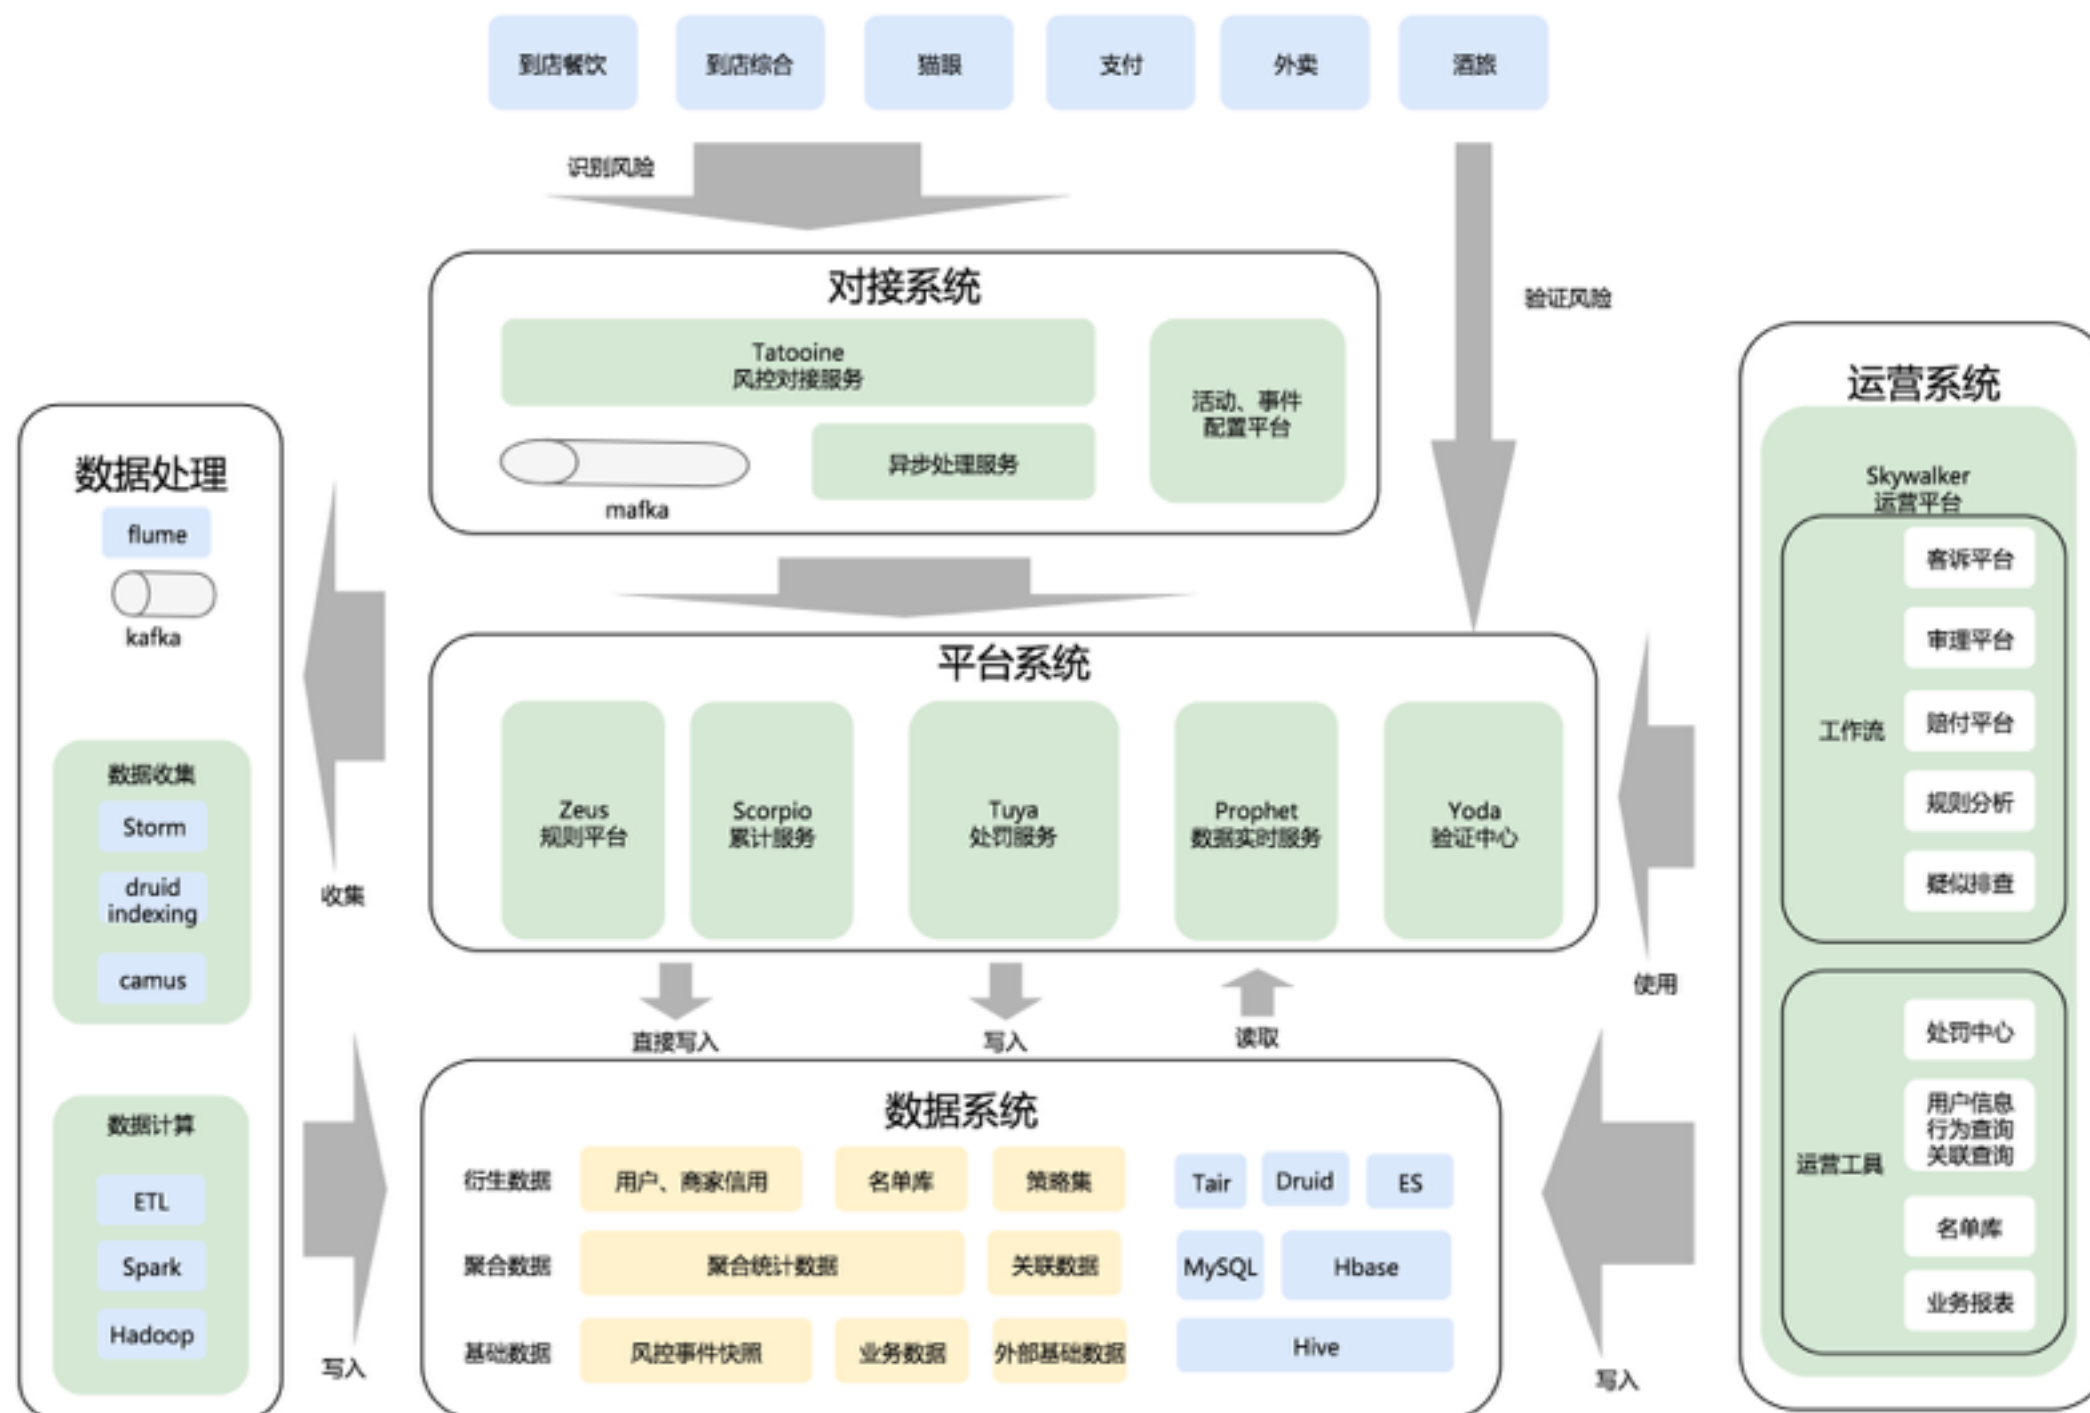 到店餐饮
到店综合
猫眼
支付
外卖
酒旅
识别风险
验证风险
对接系统
Tatooine
风控对接服务
活动、事件
配置平台
mafka
异步处理服务
数据处理
flume
kafka
数据收集
Storm
druid
indexing
camus
数据计算
ETL
Spark
Hadoop
收集
写入
平台系统
Zeus
规则平台
Scorpio
累计服务
Tuya
处罚服务
Prophet
数据实时服务
Yoda
验证中心
直接写入
写入
读取
数据系统
衍生数据
用户、商家信用
名单库
策略集
Tair
Druid
ES
聚合数据
聚合统计数据
关联数据
MySQL
Hbase
基础数据
风控事件快照
业务数据
外部基础数据
Hive
使用
写入
运营系统
Skywalker
运营平台
工作流
客诉平台
审理平台
赔付平台
规则分析
疑似排查
运营工具
处罚中心
用户信息
行为查询
关联查询
名单库
业务报表